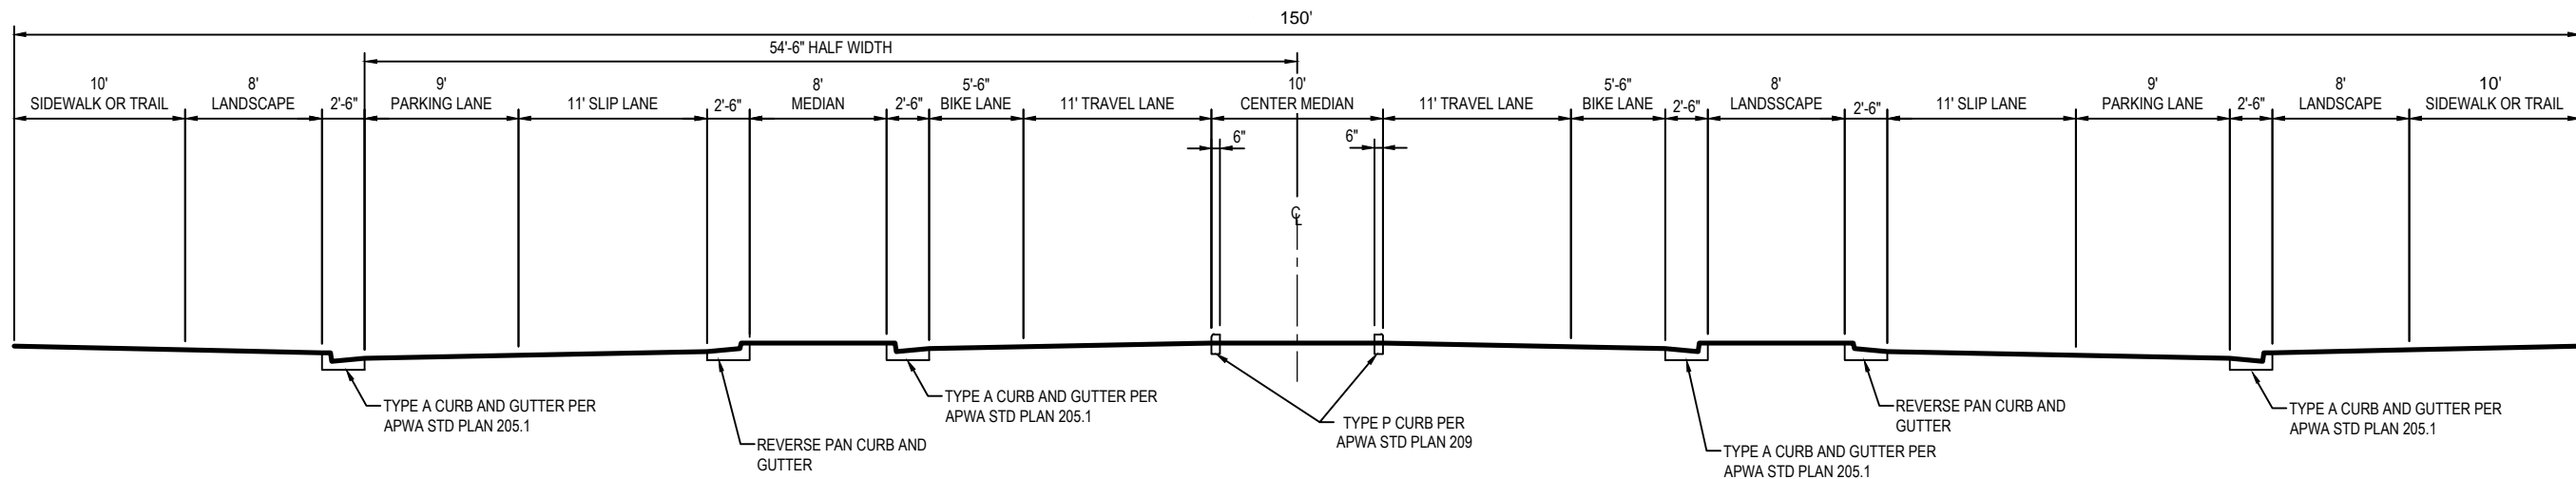 150'
54'-6" HALF WIDTH
10'
SIDEWALK OR TRAIL
8'
LANDSCAPE
2'-6"
9'
PARKING LANE
11' SLIP LANE
2'-6"
8'
MEDIAN
2'-6"
5'-6"
BIKE LANE
11' TRAVEL LANE
10'
CENTER MEDIAN
11' TRAVEL LANE
5'-6"
BIKE LANE
2'-6"
8'
LANDSSCAPE
2'-6"
11' SLIP LANE
9'
PARKING LANE
2'-6"
8'
LANDSCAPE
10'
SIDEWALK OR TRAIL
6"
6"
℄
TYPE A CURB AND GUTTER PER
APWA STD PLAN 205.1
REVERSE PAN CURB AND
GUTTER
TYPE A CURB AND GUTTER PER
APWA STD PLAN 205.1
TYPE P CURB PER
APWA STD PLAN 209
TYPE A CURB AND GUTTER PER
APWA STD PLAN 205.1
REVERSE PAN CURB AND
GUTTER
TYPE A CURB AND GUTTER PER
APWA STD PLAN 205.1